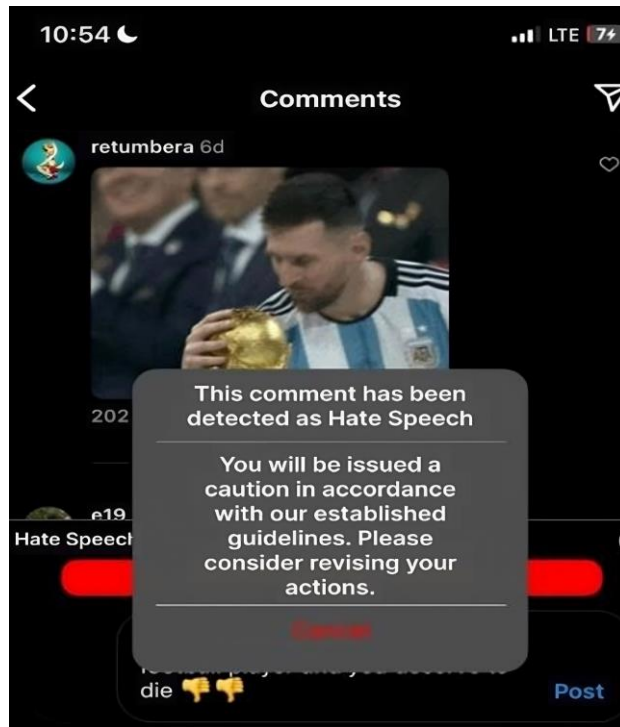 10:54
LTE 7
Comments
retumbera 6d
This comment has been
detected as Hate Speech
202
You will be issued a
caution in accordance
with our established
guidelines. Please
consider revising your
actions.
e19
Hate Speech
Cancel
die 👎👎
Post